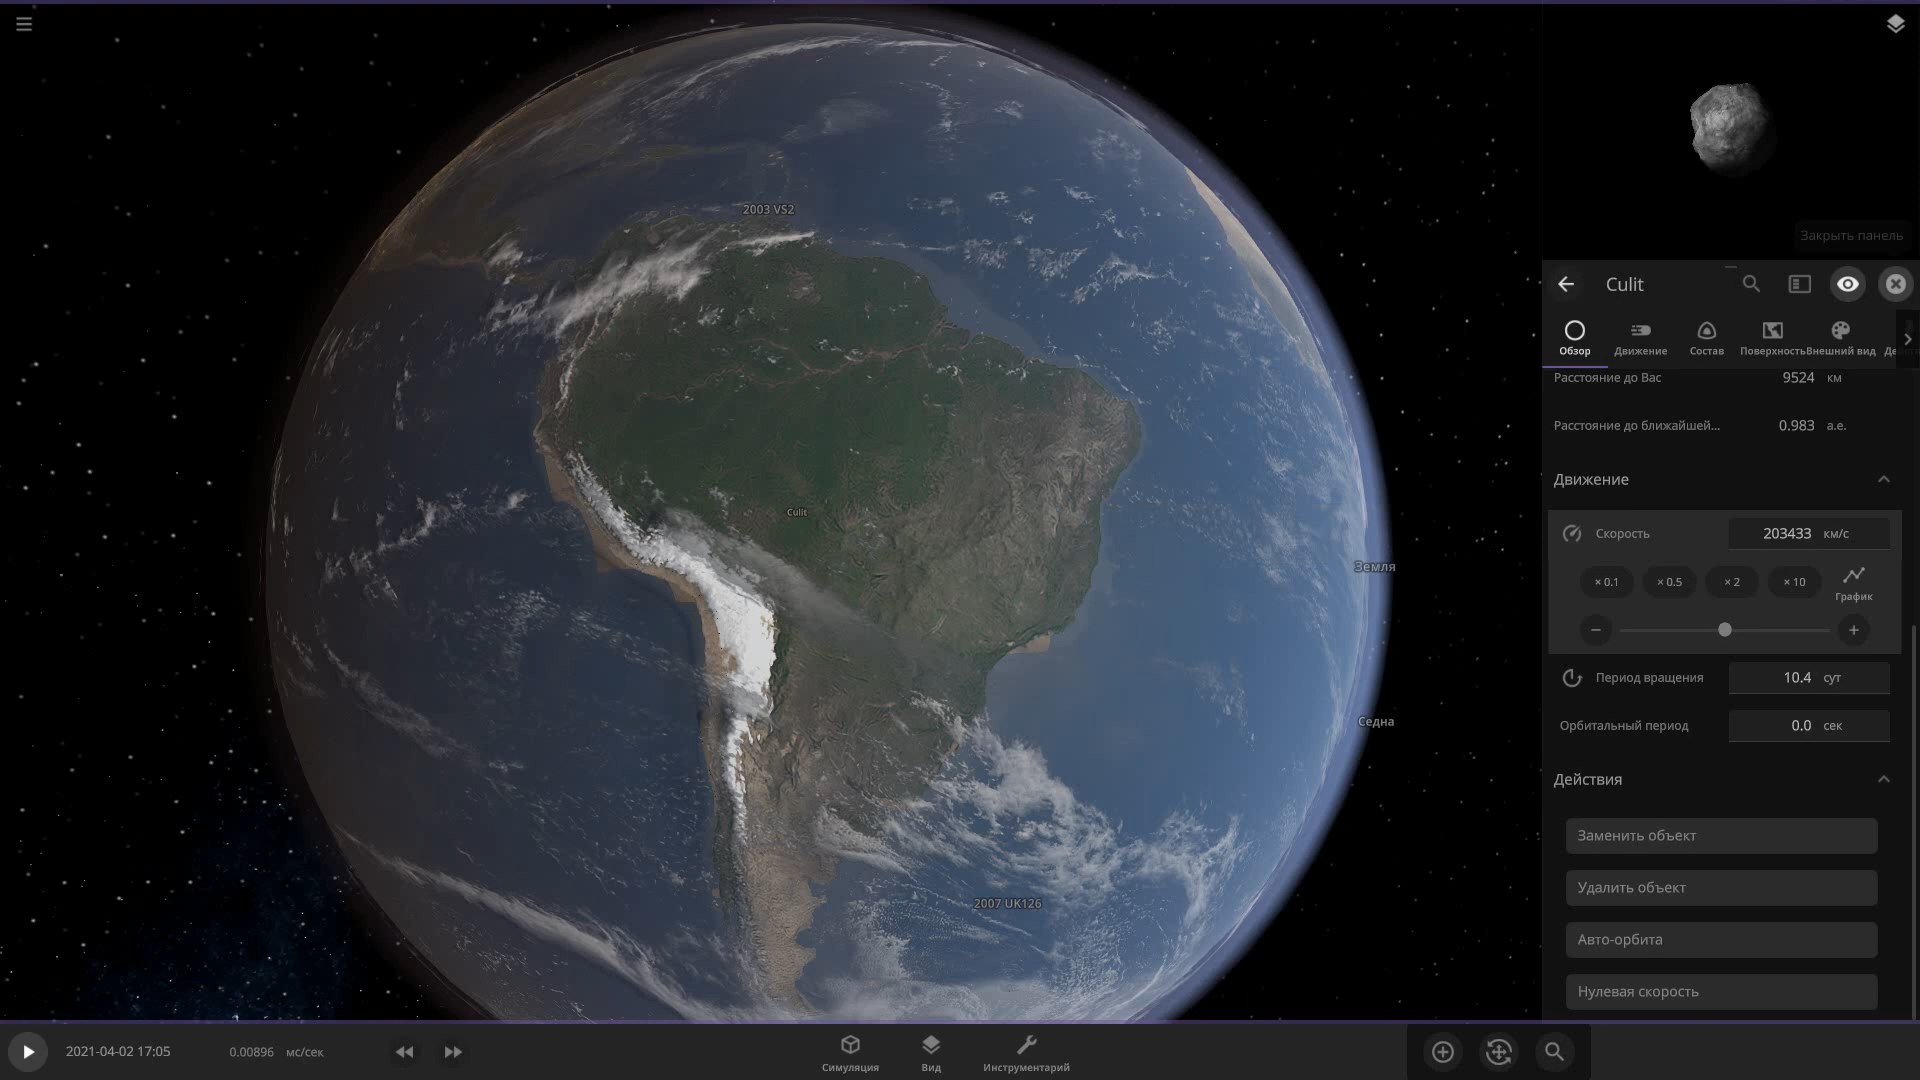 Закрыть панель
Culit
Обзор Движение Состав Поверхность Внешний вид
Расстояние до Вас 9524 км
Расстояние до ближайшей... 0.983 а.е.
Движение
Скорость 203433 км/с
× 0.1 × 0.5 × 2 × 10 График
Период вращения 10.4 сут
Орбитальный период 0.0 сек
Действия
Заменить объект
Удалить объект
Авто-орбита
Нулевая скорость
2003 VS2
Culit
Земля
Седна
2007 UK126
2021-04-02 17:05 0.00896 мс/сек
Симуляция Вид Инструментарий